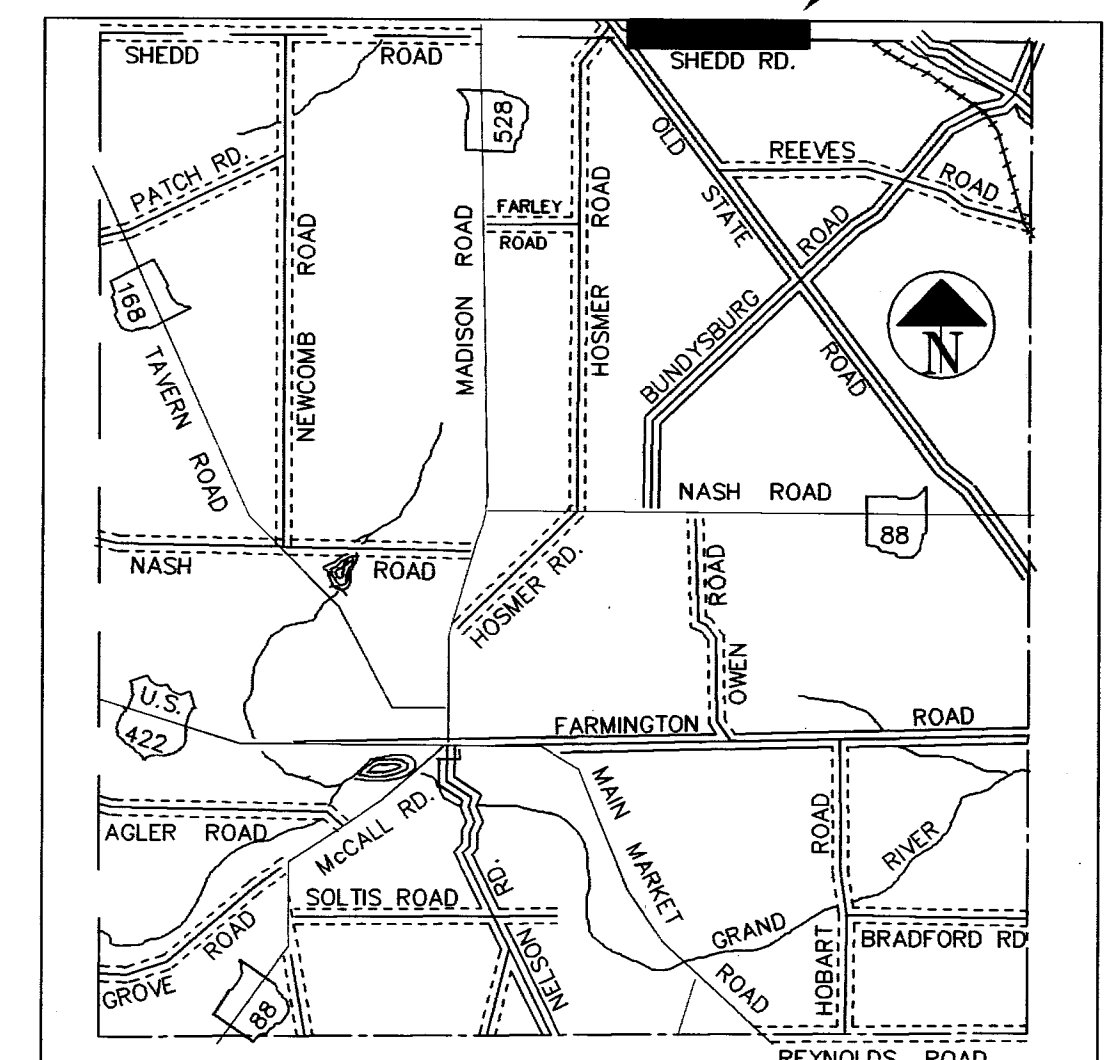 SHEDD ROAD
SHEDD RD.
528
OLD STATE ROAD
REEVES ROAD
PATCH RD.
FARLEY
ROAD
HOSMER ROAD
MADISON ROAD
NEWCOMB ROAD
168
TAVERN ROAD
BUNDYSBURG ROAD
N
NASH ROAD
88
NASH ROAD
HOSMER RD.
OWEN ROAD
U.S.
422
FARMINGTON ROAD
AGLER ROAD
McCALL RD.
MAIN MARKET ROAD
HOBART ROAD
GRAND RIVER
SOLTIS ROAD
NELSON RD.
BRADFORD RD
GROVE ROAD
88
REYNOLDS ROAD